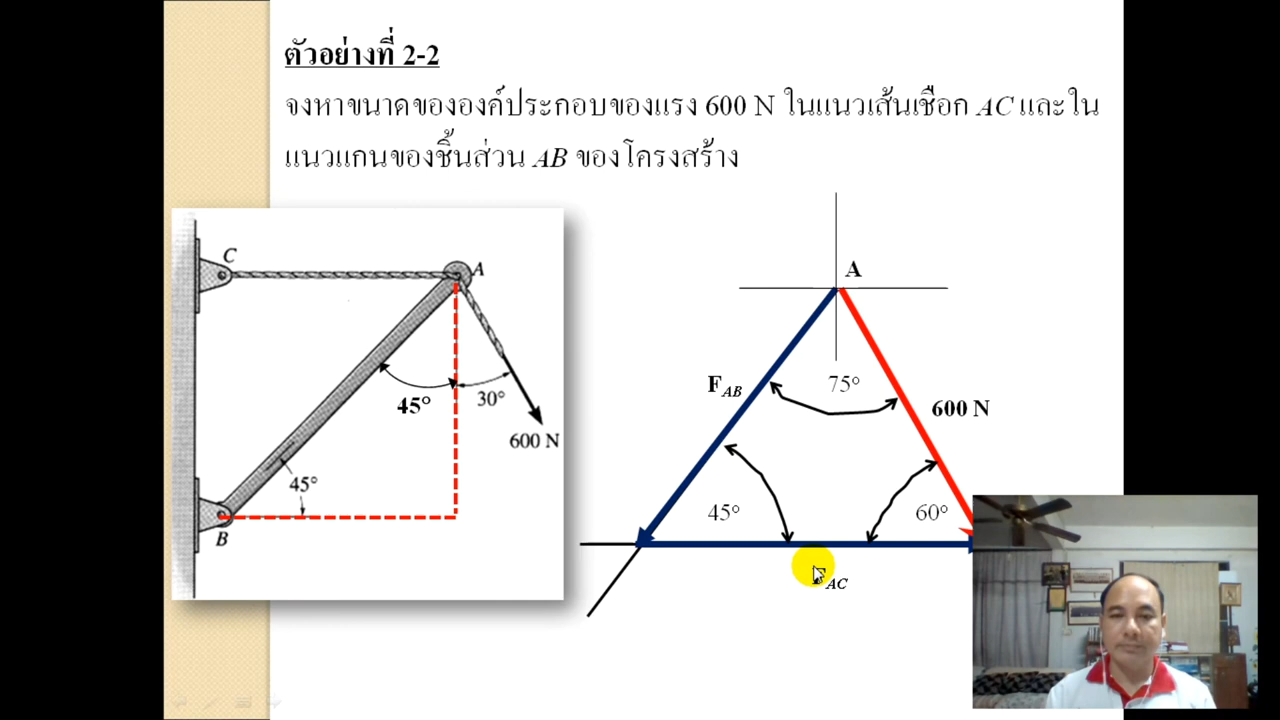 ตัวอย่างที่ 2-2
จงหาขนาดขององค์ประกอบของแรง 600 N ในแนวเส้นเชือก AC และใน
แนวแกนของชิ้นส่วน AB ของโครงสร้าง
C
A
45°
30°
600 N
45°
B
A
F_AB
75°
600 N
45°
60°
AC